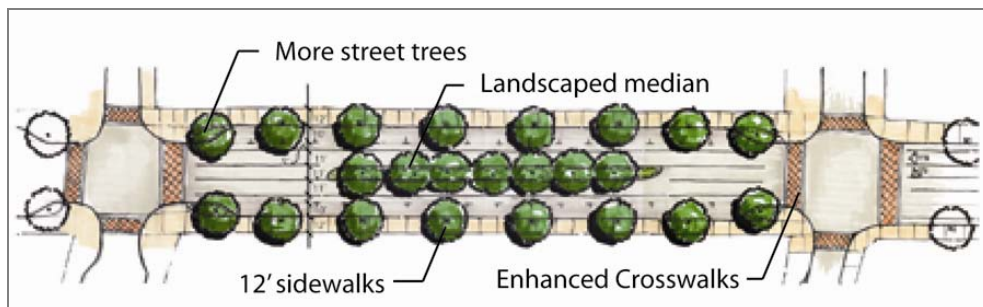 More street trees
Landscaped median
12' sidewalks
Enhanced Crosswalks